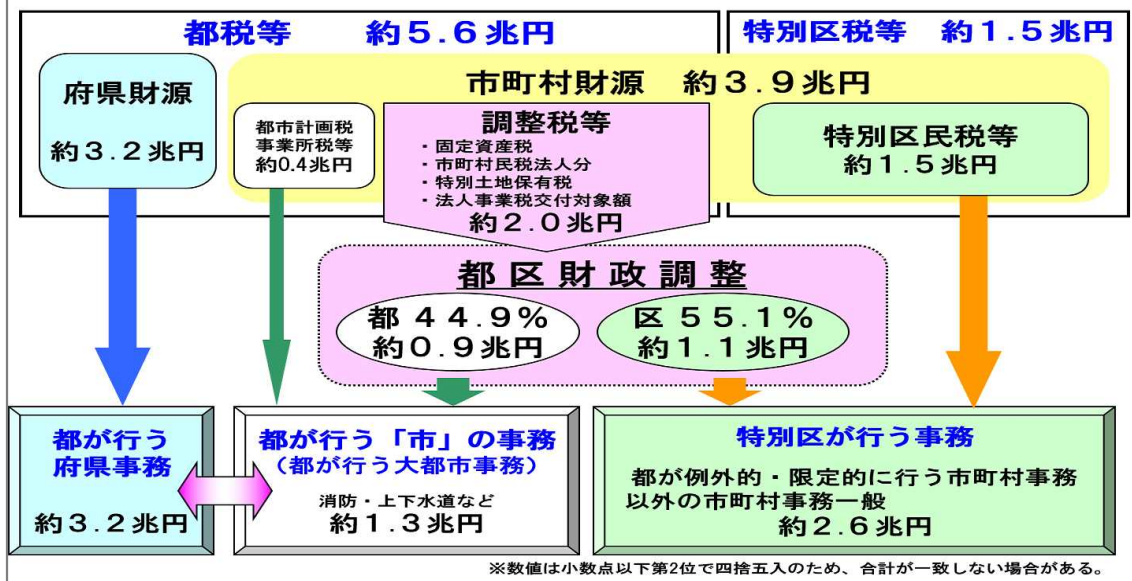 都税等　約５.６兆円
特別区税等　約１.５兆円
府県財源
約３.２兆円
市町村財源　約３.９兆円
都市計画税
事業所税等
約0.4兆円
調整税等
・固定資産税
・市町村民税法人分
・特別土地保有税
・法人事業税交付対象額
約２.０兆円
特別区民税等
約１.５兆円
都区財政調整
都 ４４.９%
約０.９兆円
区 ５５.１%
約１.１兆円
都が行う
府県事務
約３.２兆円
都が行う「市」の事務
（都が行う大都市事務）
消防・上下水道など
約１.３兆円
特別区が行う事務
都が例外的・限定的に行う市町村事務
以外の市町村事務一般
約２.６兆円
※数値は小数点以下第2位で四捨五入のため、合計が一致しない場合がある。